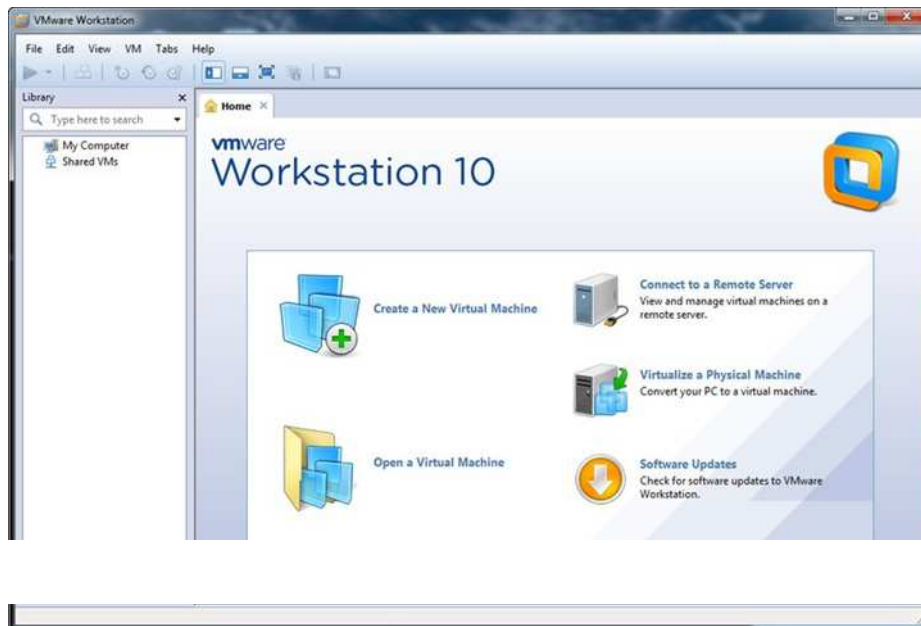 VMware Workstation
File Edit View VM Tabs Help
Library
Type here to search
My Computer
Shared VMs
Home
vmware
Workstation 10
Create a New Virtual Machine
Open a Virtual Machine
Connect to a Remote Server
View and manage virtual machines on a
remote server.
Virtualize a Physical Machine
Convert your PC to a virtual machine.
Software Updates
Check for software updates to VMware
Workstation.